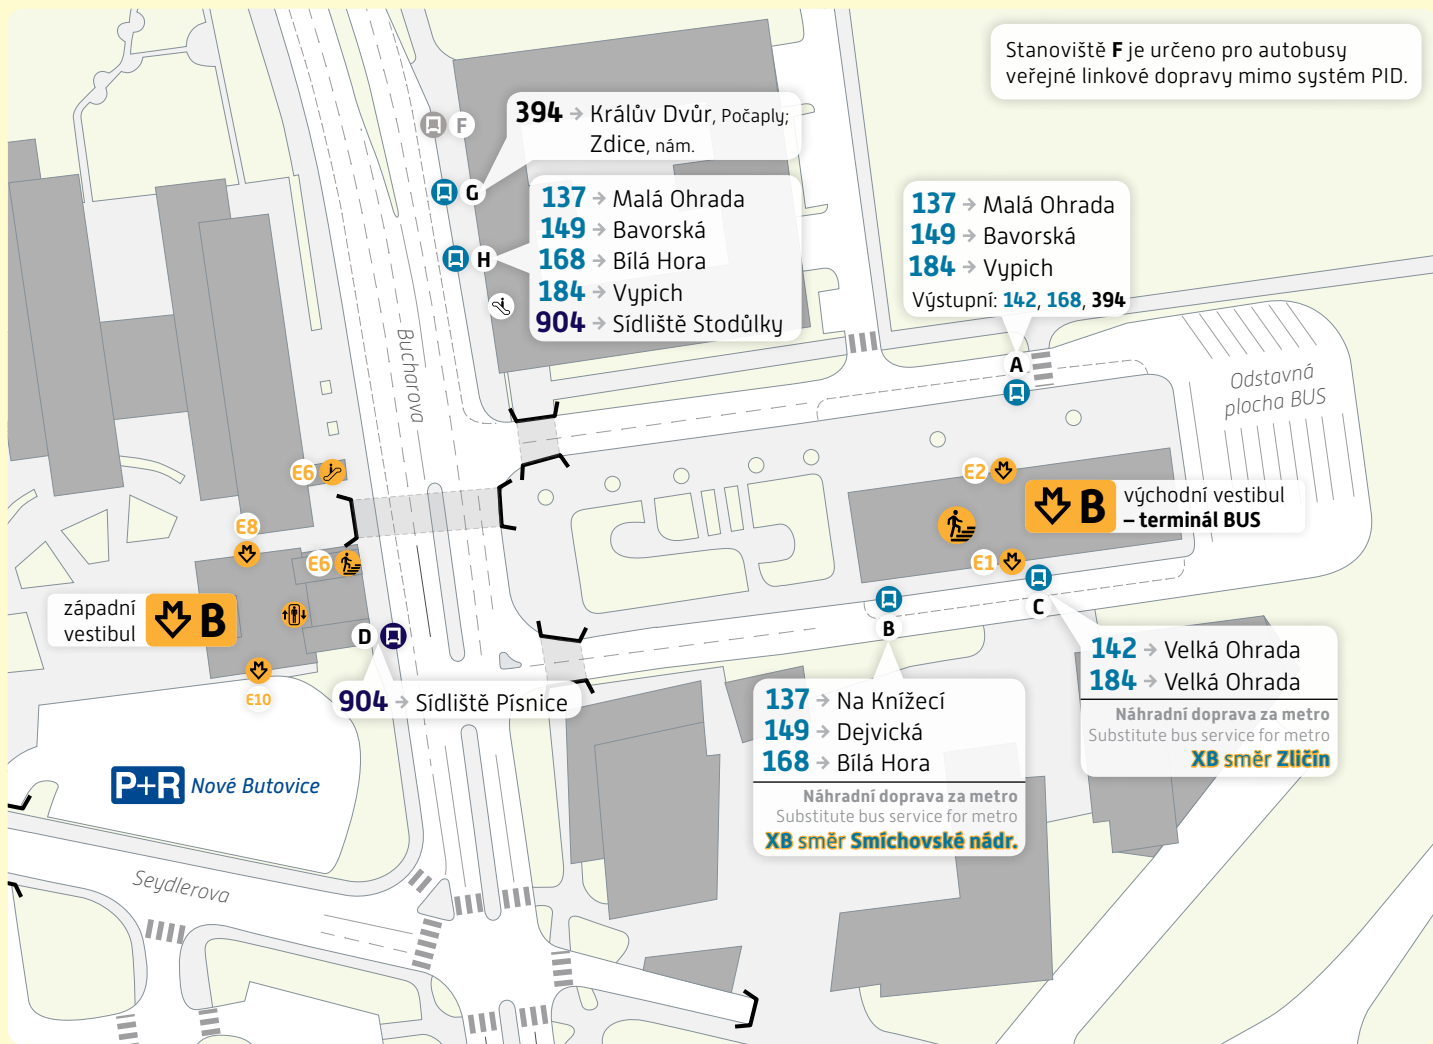 Stanoviště F je určeno pro autobusy
veřejné linkové dopravy mimo systém PID.
F
394 → Králův Dvůr, Počaply;
Zdice, nám.
G
137 → Malá Ohrada
149 → Bavorská
168 → Bílá Hora
184 → Vypich
904 → Sídliště Stodůlky
H
137 → Malá Ohrada
149 → Bavorská
184 → Vypich
Výstupní: 142, 168, 394
A
Bucharova
Odstavná
plocha BUS
E6
E2
B
východní vestibul
– terminál BUS
E8
E6
E1
západní
vestibul
B
D
B
C
E10
904 → Sídliště Písnice
142 → Velká Ohrada
184 → Velká Ohrada
Náhradní doprava za metro
Substitute bus service for metro
XB směr Zličín
137 → Na Knížecí
149 → Dejvická
168 → Bílá Hora
Náhradní doprava za metro
Substitute bus service for metro
XB směr Smíchovské nádr.
P+R Nové Butovice
Seydlerova